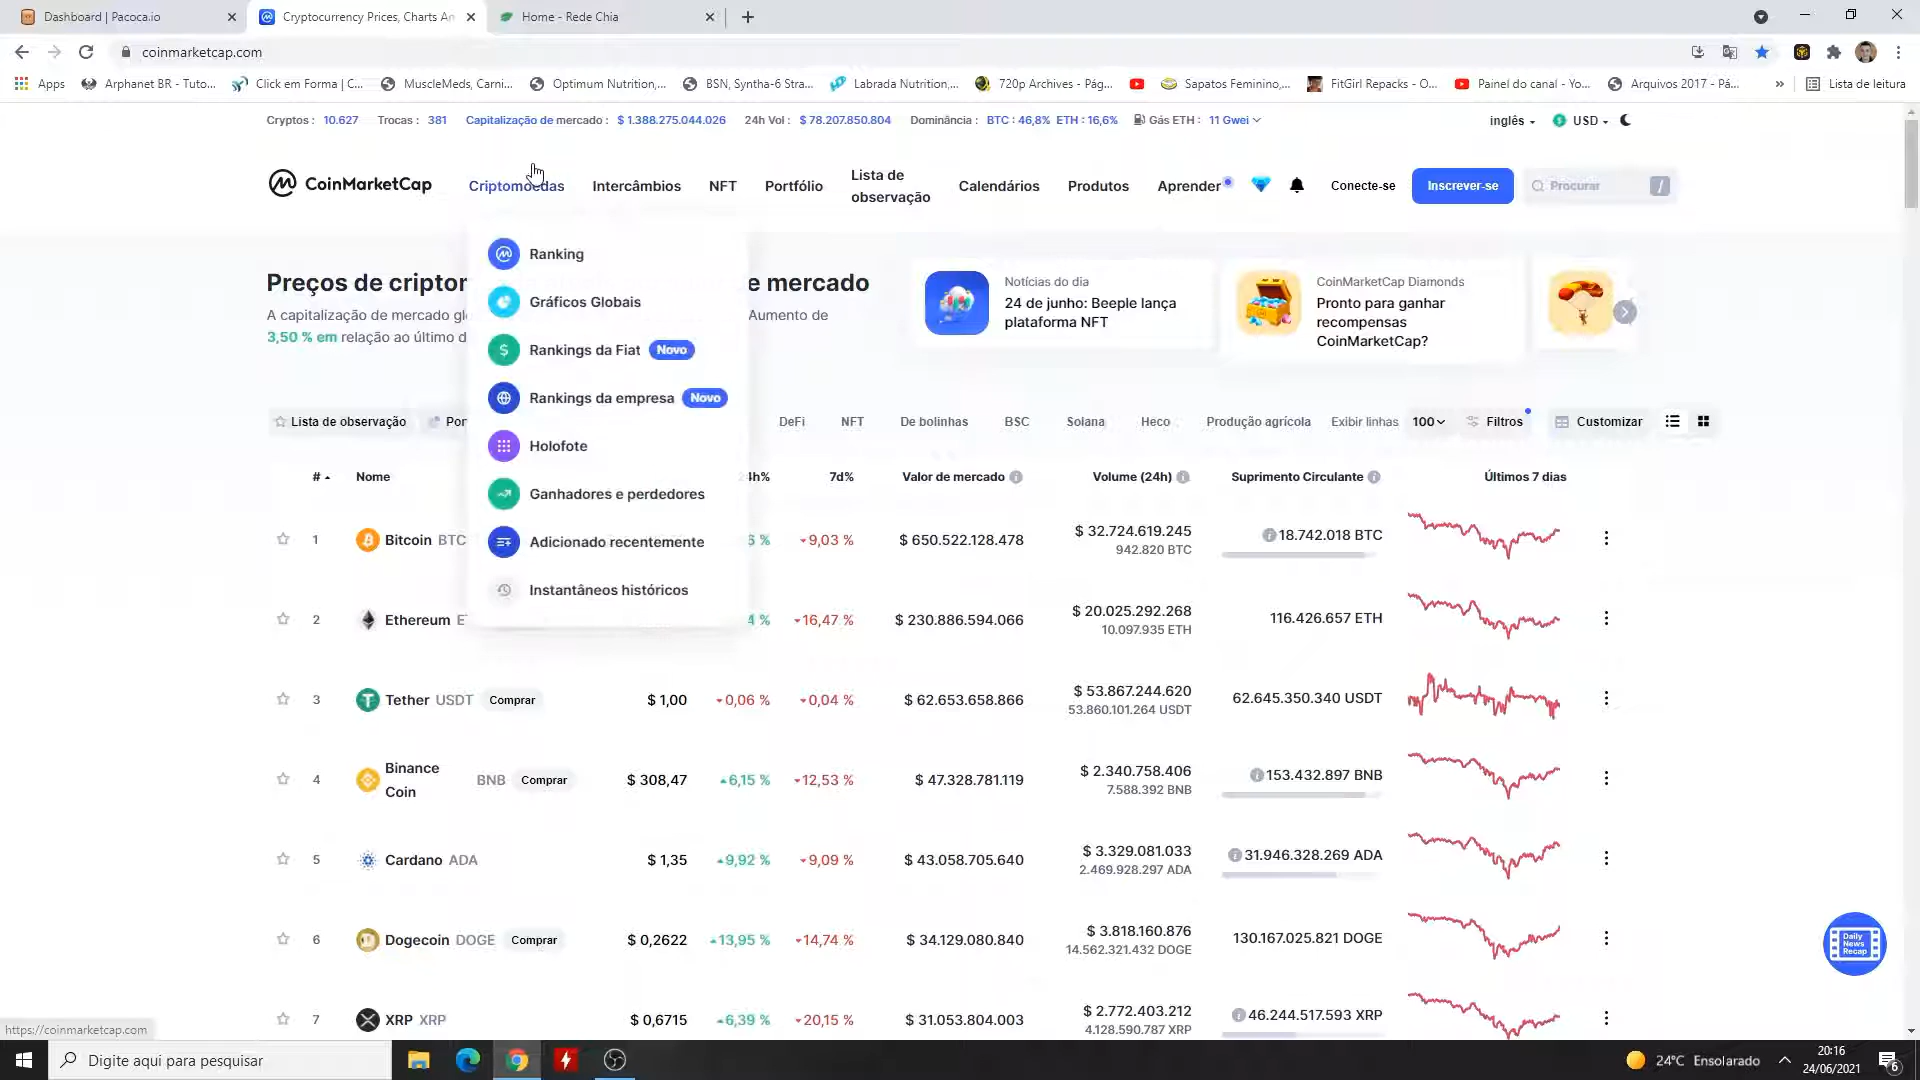 Dashboard | Pacoca.io
Cryptocurrency Prices, Charts An
Home - Rede Chia
coinmarketcap.com
Apps
Arphanet BR - Tuto...
Click em Forma | C...
MuscleMeds, Carni...
Optimum Nutrition,...
BSN, Syntha-6 Stra...
Labrada Nutrition,...
720p Archives - Pág...
Sapatos Feminino,...
FitGirl Repacks - O...
Painel do canal - Yo...
Arquivos 2017 - Pá...
»
Lista de leitura
Cryptos : 10.627 Trocas : 381 Capitalização de mercado : $ 1.388.275.044.026 24h Vol : $ 78.207.850.804 Dominância : BTC : 46,8% ETH : 16,6% Gás ETH : 11 Gwei
inglês
USD
CoinMarketCap
Criptomoedas
Intercâmbios
NFT
Portfólio
Lista de
observação
Calendários
Produtos
Aprender
Conecte-se
Inscrever-se
Procurar
/
Ranking
Gráficos Globais
Rankings da Fiat Novo
Rankings da empresa Novo
Holofote
Ganhadores e perdedores
Adicionado recentemente
Instantâneos históricos
Preços de criptor
e mercado
A capitalização de mercado gl
Aumento de
3,50 % em relação ao último d
Notícias do dia
24 de junho: Beeple lança
plataforma NFT
CoinMarketCap Diamonds
Pronto para ganhar
recompensas
CoinMarketCap?
Lista de observação
Por
DeFi
NFT
De bolinhas
BSC
Solana
Heco
Produção agrícola
Exibir linhas
100
Filtros
Customizar
# Nome 24h% 7d% Valor de mercado Volume (24h) Suprimento Circulante Últimos 7 dias
1 Bitcoin BTC 6 % 9,03 % $ 650.522.128.478 $ 32.724.619.245 18.742.018 BTC
942.820 BTC
2 Ethereum E 4 % 16,47 % $ 230.886.594.066 $ 20.025.292.268 116.426.657 ETH
10.097.935 ETH
3 Tether USDT Comprar $ 1,00 0,06 % 0,04 % $ 62.653.658.866 $ 53.867.244.620 62.645.350.340 USDT
53.860.101.264 USDT
4 Binance
Coin BNB Comprar $ 308,47 6,15 % 12,53 % $ 47.328.781.119 $ 2.340.758.406 153.432.897 BNB
7.588.392 BNB
5 Cardano ADA $ 1,35 9,92 % 9,09 % $ 43.058.705.640 $ 3.329.081.033 31.946.328.269 ADA
2.469.928.297 ADA
6 Dogecoin DOGE Comprar $ 0,2622 13,95 % 14,74 % $ 34.129.080.840 $ 3.818.160.876 130.167.025.821 DOGE
14.562.321.432 DOGE
7 XRP XRP $ 0,6715 6,39 % 20,15 % $ 31.053.804.003 $ 2.772.403.212 46.244.517.593 XRP
4.128.590.787 XRP
Daily
News
Recap
https://coinmarketcap.com
Digite aqui para pesquisar
24°C Ensolarado
20:16
24/06/2021
6